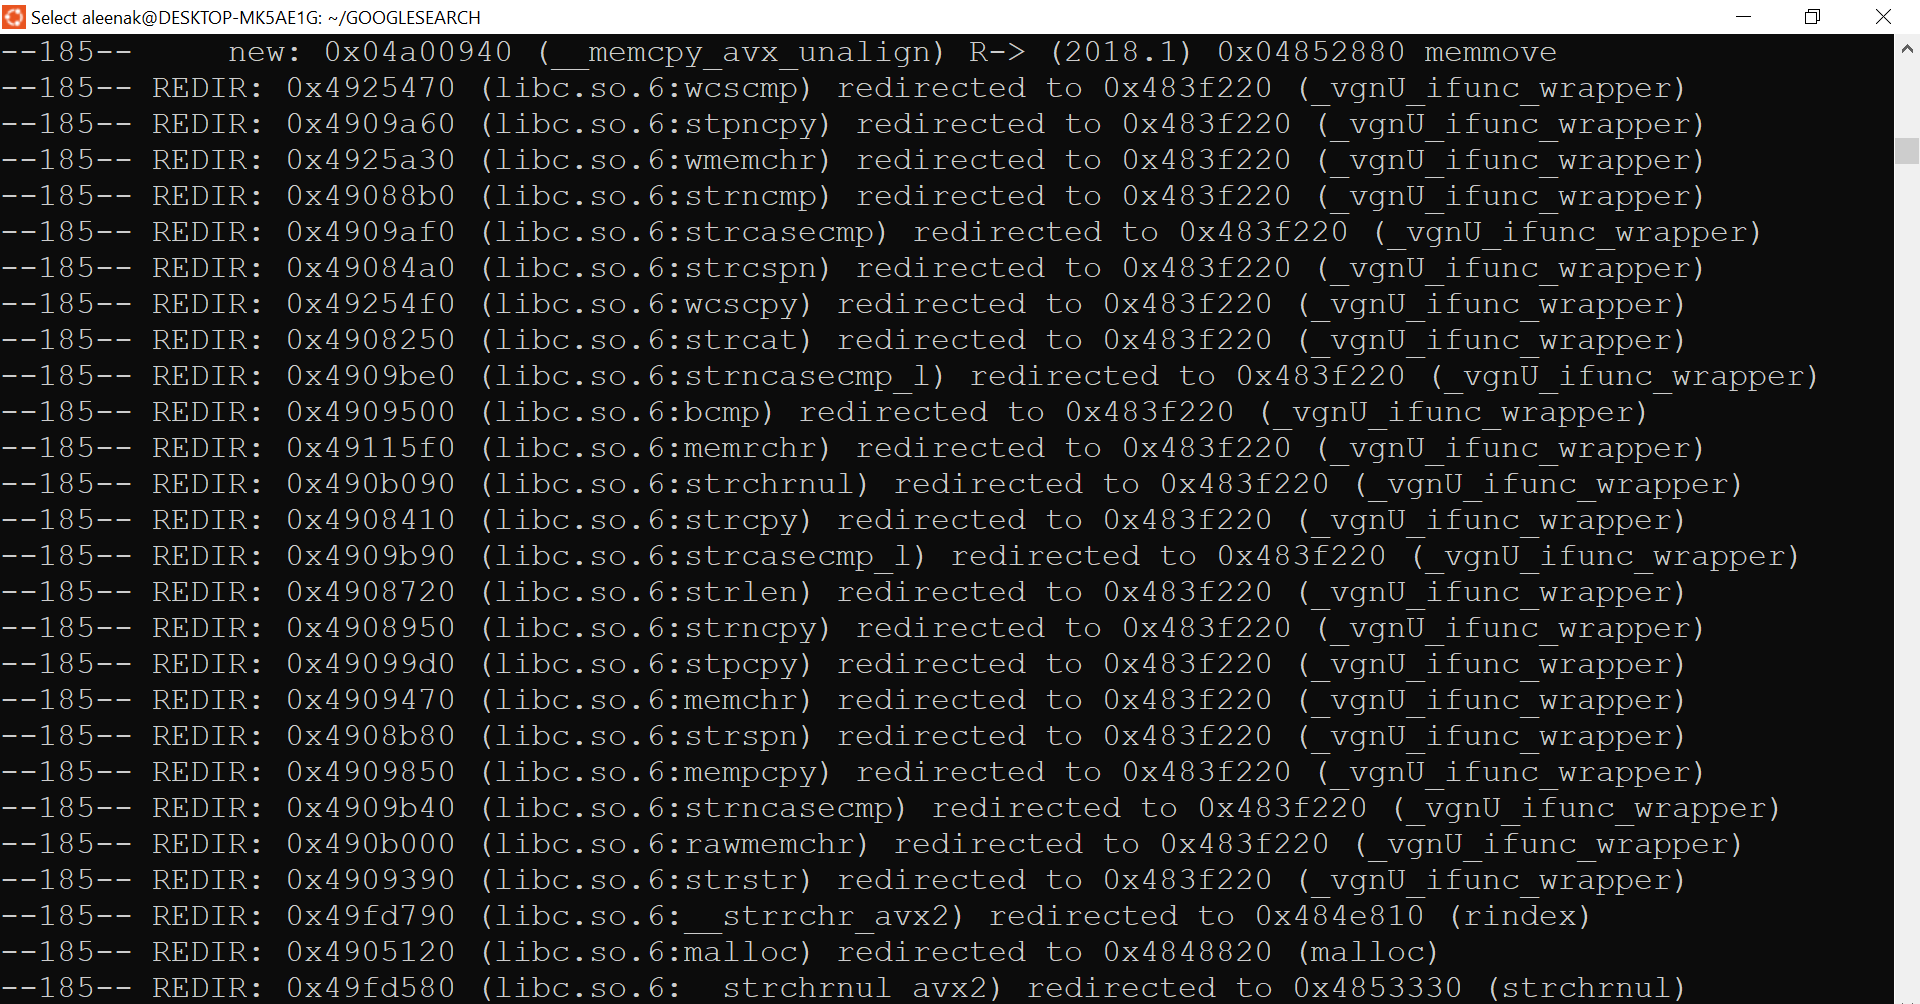 Select aleenak@DESKTOP-MK5AE1G: ~/GOOGLESEARCH
--185--     new: 0x04a00940 (__memcpy_avx_unalign) R-> (2018.1) 0x04852880 memmove
--185-- REDIR: 0x4925470 (libc.so.6:wcscmp) redirected to 0x483f220 (_vgnU_ifunc_wrapper)
--185-- REDIR: 0x4909a60 (libc.so.6:stpncpy) redirected to 0x483f220 (_vgnU_ifunc_wrapper)
--185-- REDIR: 0x4925a30 (libc.so.6:wmemchr) redirected to 0x483f220 (_vgnU_ifunc_wrapper)
--185-- REDIR: 0x49088b0 (libc.so.6:strncmp) redirected to 0x483f220 (_vgnU_ifunc_wrapper)
--185-- REDIR: 0x4909af0 (libc.so.6:strcasecmp) redirected to 0x483f220 (_vgnU_ifunc_wrapper)
--185-- REDIR: 0x49084a0 (libc.so.6:strcspn) redirected to 0x483f220 (_vgnU_ifunc_wrapper)
--185-- REDIR: 0x49254f0 (libc.so.6:wcscpy) redirected to 0x483f220 (_vgnU_ifunc_wrapper)
--185-- REDIR: 0x4908250 (libc.so.6:strcat) redirected to 0x483f220 (_vgnU_ifunc_wrapper)
--185-- REDIR: 0x4909be0 (libc.so.6:strncasecmp_l) redirected to 0x483f220 (_vgnU_ifunc_wrapper)
--185-- REDIR: 0x4909500 (libc.so.6:bcmp) redirected to 0x483f220 (_vgnU_ifunc_wrapper)
--185-- REDIR: 0x49115f0 (libc.so.6:memrchr) redirected to 0x483f220 (_vgnU_ifunc_wrapper)
--185-- REDIR: 0x490b090 (libc.so.6:strchrnul) redirected to 0x483f220 (_vgnU_ifunc_wrapper)
--185-- REDIR: 0x4908410 (libc.so.6:strcpy) redirected to 0x483f220 (_vgnU_ifunc_wrapper)
--185-- REDIR: 0x4909b90 (libc.so.6:strcasecmp_l) redirected to 0x483f220 (_vgnU_ifunc_wrapper)
--185-- REDIR: 0x4908720 (libc.so.6:strlen) redirected to 0x483f220 (_vgnU_ifunc_wrapper)
--185-- REDIR: 0x4908950 (libc.so.6:strncpy) redirected to 0x483f220 (_vgnU_ifunc_wrapper)
--185-- REDIR: 0x49099d0 (libc.so.6:stpcpy) redirected to 0x483f220 (_vgnU_ifunc_wrapper)
--185-- REDIR: 0x4909470 (libc.so.6:memchr) redirected to 0x483f220 (_vgnU_ifunc_wrapper)
--185-- REDIR: 0x4908b80 (libc.so.6:strspn) redirected to 0x483f220 (_vgnU_ifunc_wrapper)
--185-- REDIR: 0x4909850 (libc.so.6:mempcpy) redirected to 0x483f220 (_vgnU_ifunc_wrapper)
--185-- REDIR: 0x4909b40 (libc.so.6:strncasecmp) redirected to 0x483f220 (_vgnU_ifunc_wrapper)
--185-- REDIR: 0x490b000 (libc.so.6:rawmemchr) redirected to 0x483f220 (_vgnU_ifunc_wrapper)
--185-- REDIR: 0x4909390 (libc.so.6:strstr) redirected to 0x483f220 (_vgnU_ifunc_wrapper)
--185-- REDIR: 0x49fd790 (libc.so.6:__strrchr_avx2) redirected to 0x484e810 (rindex)
--185-- REDIR: 0x4905120 (libc.so.6:malloc) redirected to 0x4848820 (malloc)
--185-- REDIR: 0x49fd580 (libc.so.6:__strchrnul_avx2) redirected to 0x4853330 (strchrnul)